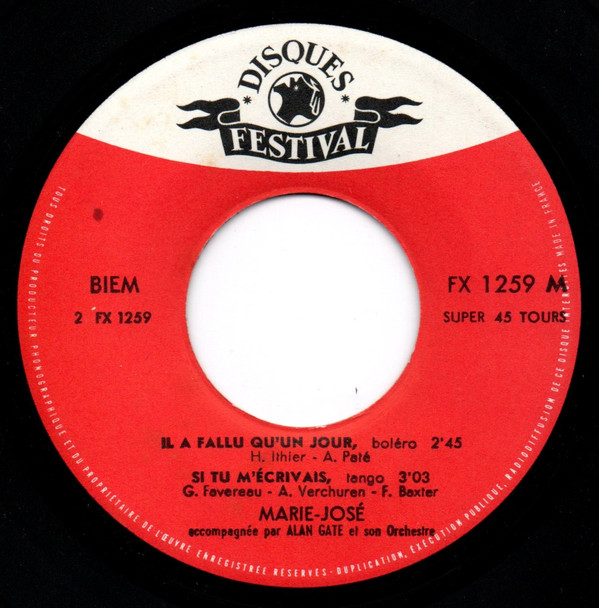 DISQUES
FESTIVAL
BIEM
2 FX 1259
FX 1259 M
SUPER 45 TOURS
IL A FALLU QU'UN JOUR, boléro 2'45
H. Ithier - A. Paté
SI TU M'ÉCRIVAIS, tango 3'03
G. Favereau - A. Verchuren - F. Baxter
MARIE-JOSÉ
accompagnée par ALAN GATE et son Orchestre
TOUS DROITS DU PRODUCTEUR PHONOGRAPHIQUE ET DU PROPRIETAIRE DE L'ŒUVRE ENREGISTRÉE RÉSERVÉS - DUPLICATION, EXÉCUTION PUBLIQUE, RADIODIFFUSION DE CE DISQUE INTERDITES MADE IN FRANCE